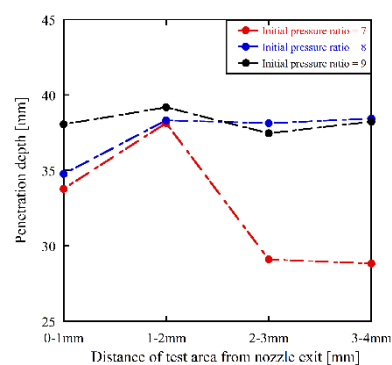 45
40
35
30
25
Penetration depth [mm]
Initial pressure ratio = 7
Initial pressure ratio = 8
Initial pressure ratio = 9
0-1mm
1-2mm
2-3mm
3-4mm
Distance of test area from nozzle exit [mm]